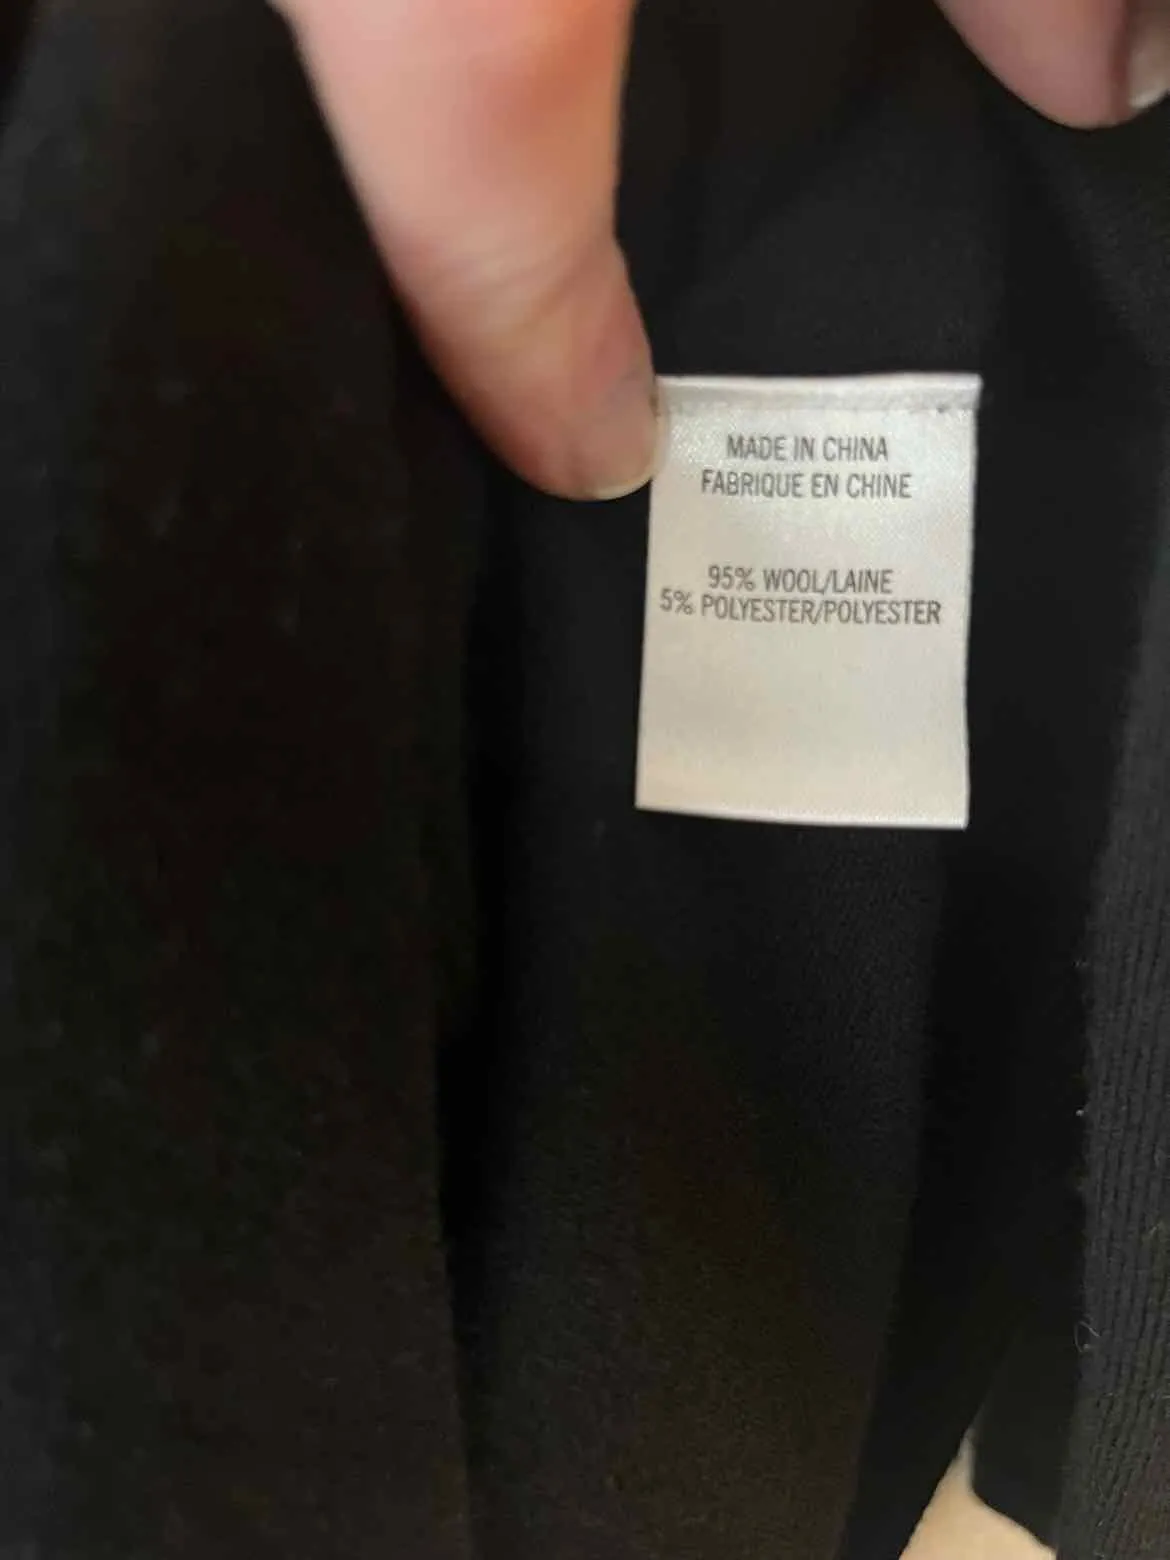 MADE IN CHINA
FABRIQUE EN CHINE
95% WOOL/LAINE
5% POLYESTER/POLYESTER